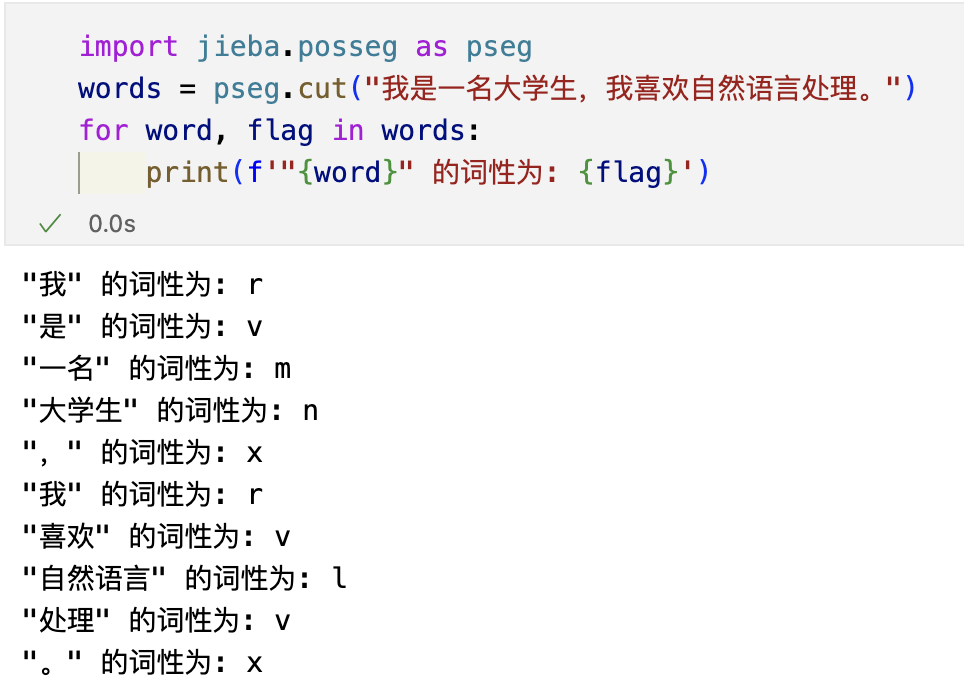 import jieba.posseg as pseg
words = pseg.cut("我是一名大学生，我喜欢自然语言处理。")
for word, flag in words:
    print(f'"{word}" 的词性为: {flag}')
✓ 0.0s
"我" 的词性为: r
"是" 的词性为: v
"一名" 的词性为: m
"大学生" 的词性为: n
"，" 的词性为: x
"我" 的词性为: r
"喜欢" 的词性为: v
"自然语言" 的词性为: l
"处理" 的词性为: v
"。" 的词性为: x